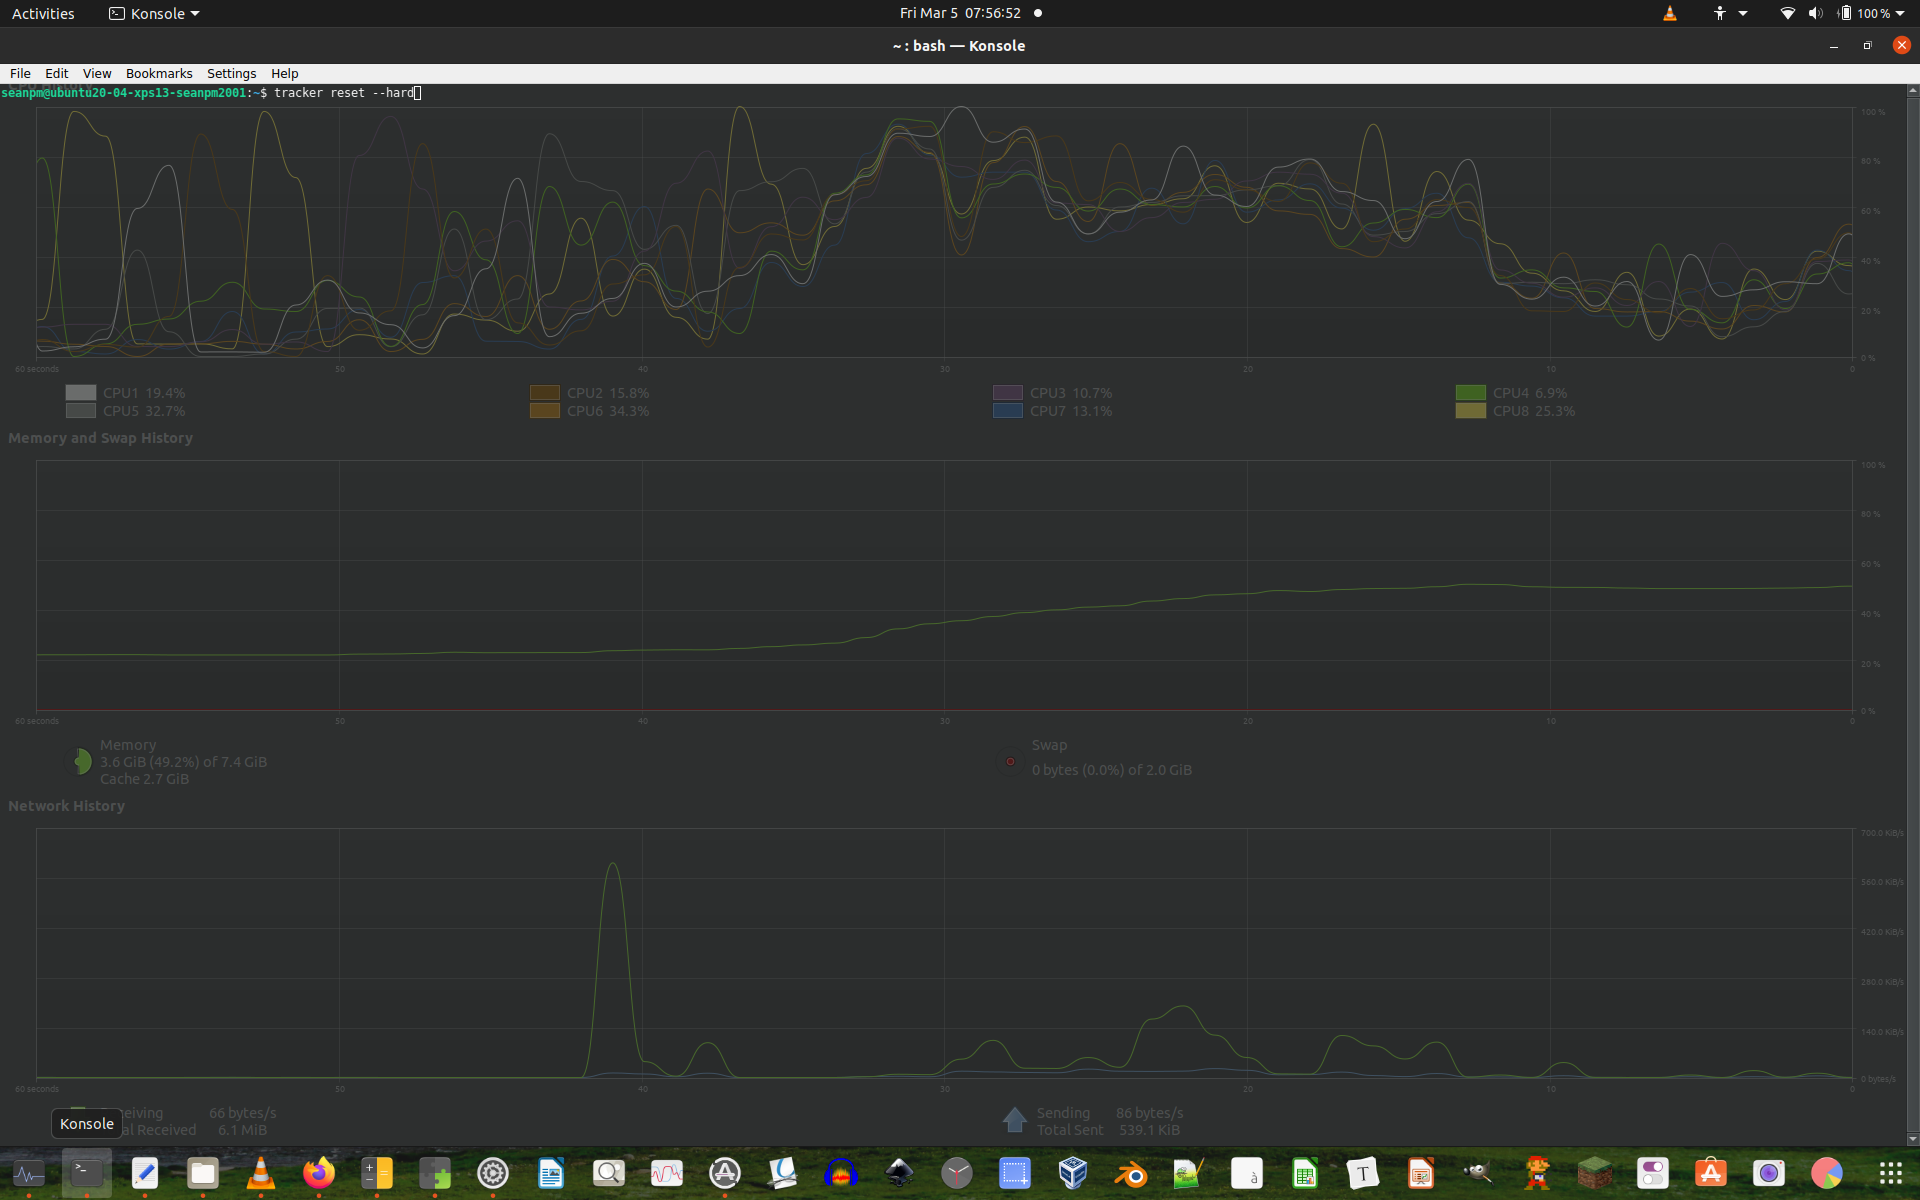 Activities Konsole Fri Mar 5 07:56:52 100 %
~ : bash — Konsole
File Edit View Bookmarks Settings Help
seanpm@ubuntu20-04-xps13-seanpm2001:~$ tracker reset --hard
100 %
80 %
60 %
40 %
20 %
0 %
60 seconds 50 40 30 20 10 0
CPU1 19.4% CPU2 15.8% CPU3 10.7% CPU4 6.9%
CPU5 32.7% CPU6 34.3% CPU7 13.1% CPU8 25.3%
Memory and Swap History
100 %
80 %
60 %
40 %
20 %
0 %
60 seconds 50 40 30 20 10 0
Memory
3.6 GiB (49.2%) of 7.4 GiB
Cache 2.7 GiB
Swap
0 bytes (0.0%) of 2.0 GiB
Network History
700.0 KiB/s
560.0 KiB/s
420.0 KiB/s
280.0 KiB/s
140.0 KiB/s
0 bytes/s
60 seconds 50 40 30 20 10 0
eiving 66 bytes/s Sending 86 bytes/s
al Received 6.1 MiB Total Sent 539.1 KiB
Konsole